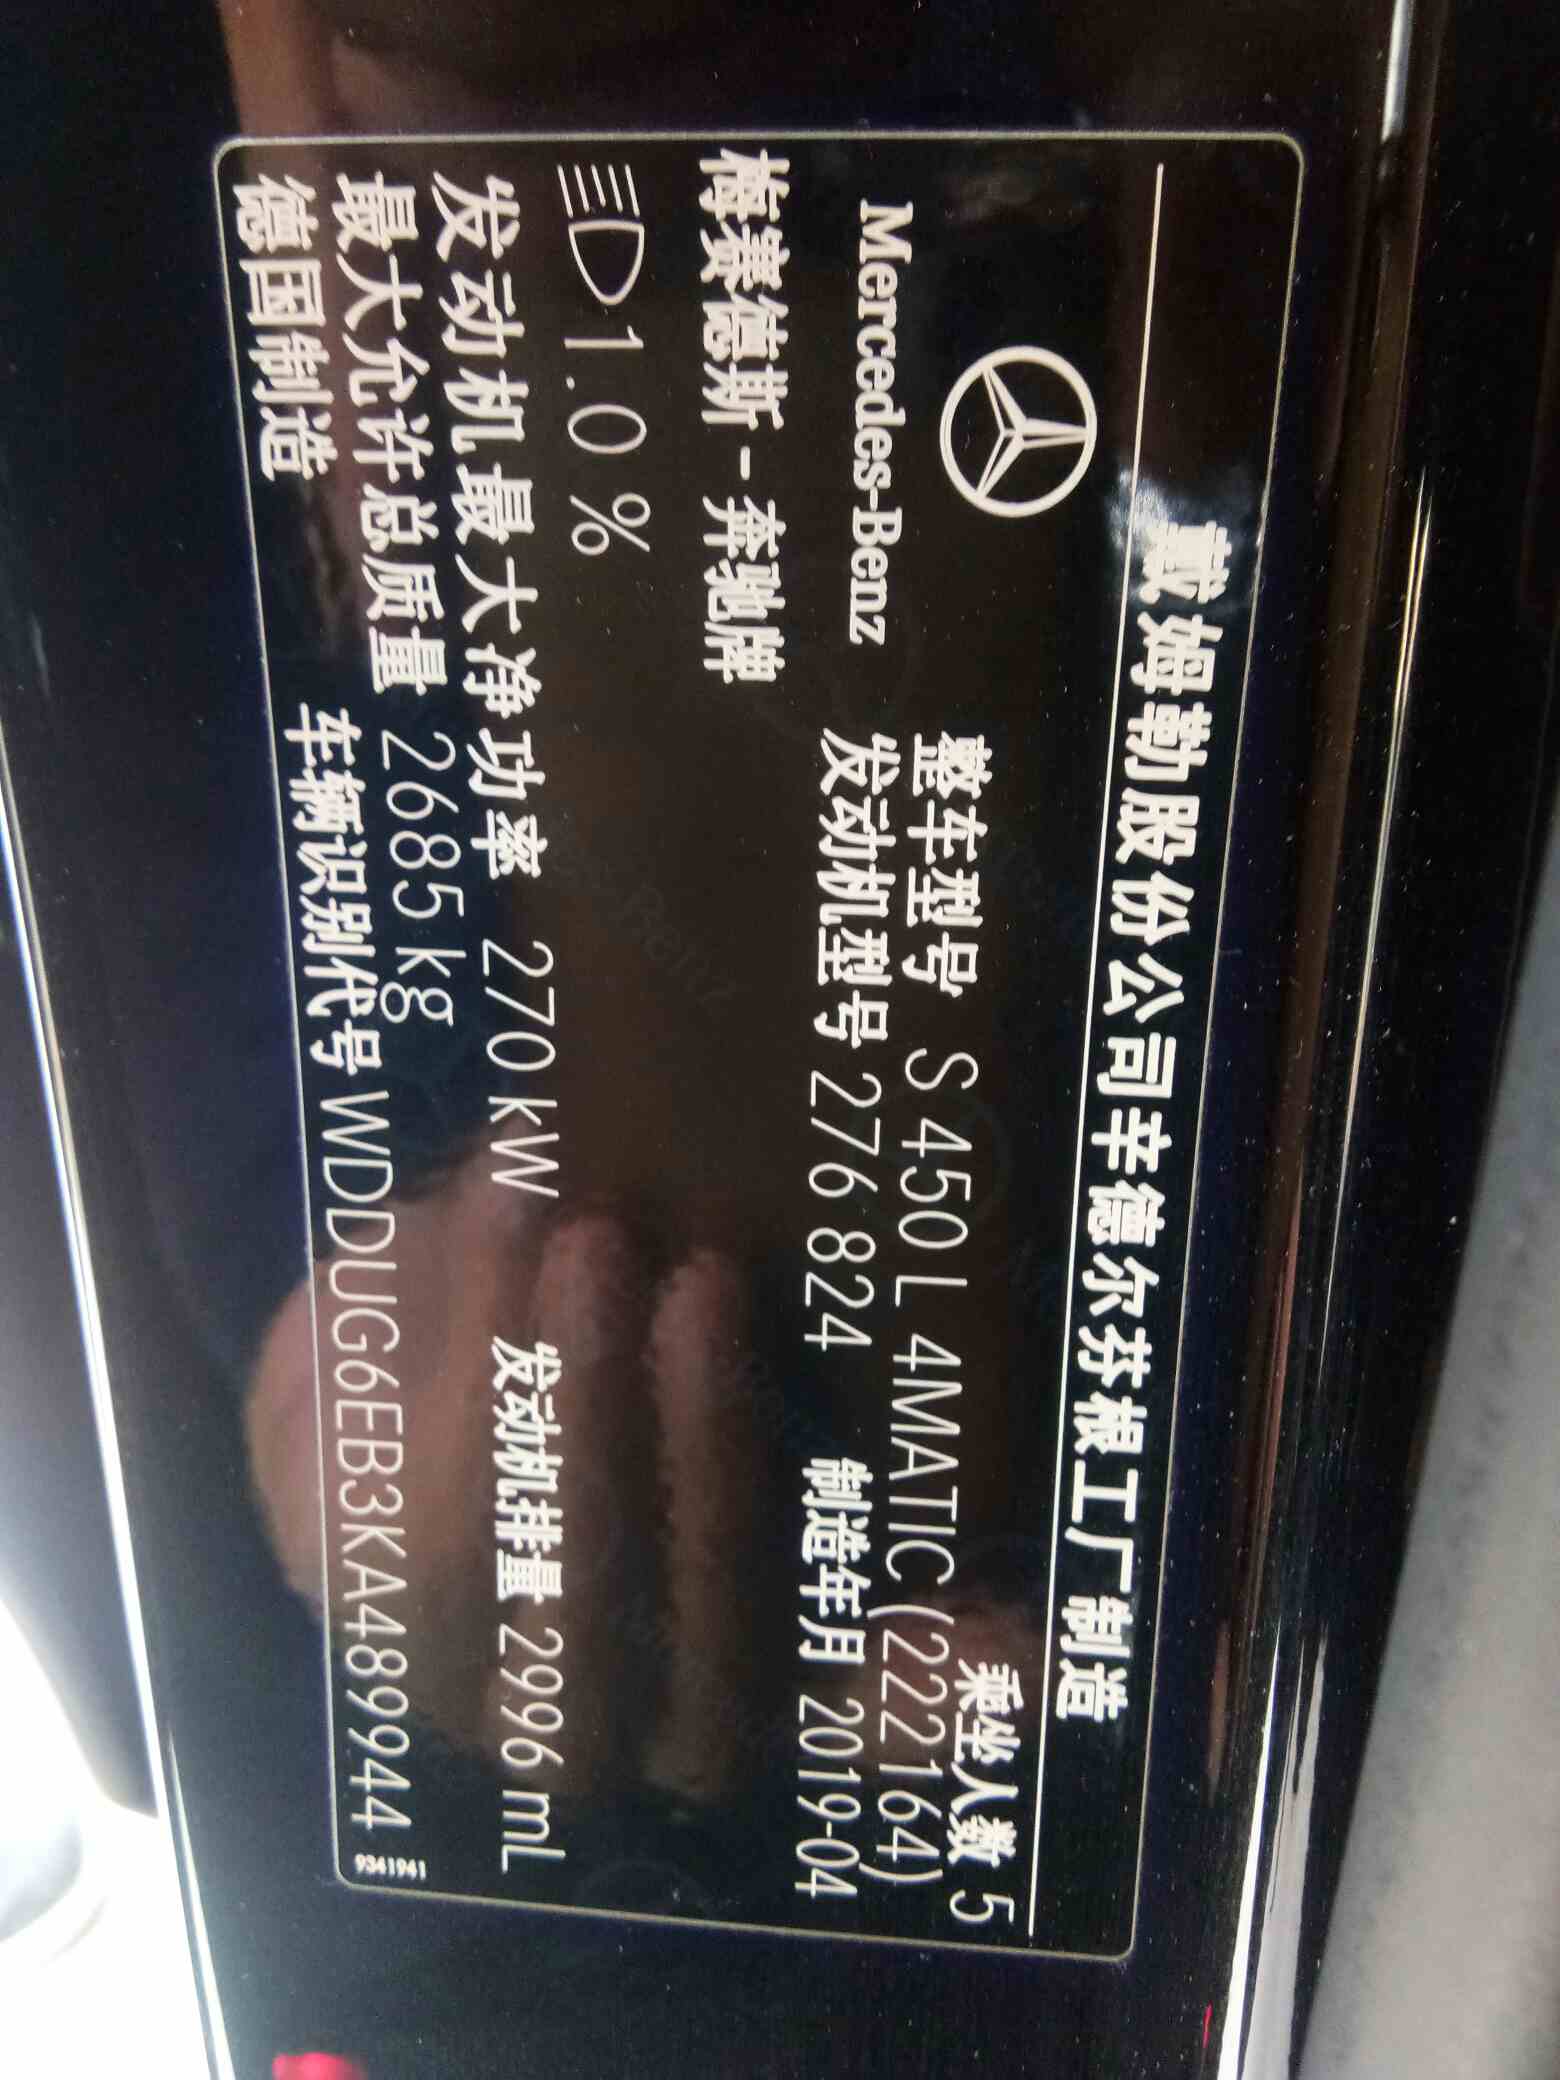 戴姆勒股份公司辛德尔芬根工厂制造
乘坐人数 5
Mercedes-Benz
整车型号 S 450 L 4MATIC (222164)
发动机型号 276 824 制造年月 2019-04
梅赛德斯-奔驰牌
1.0 %
发动机最大净功率 270 kW 发动机排量 2996 mL
最大允许总质量 2685 kg
德国制造 车辆识别代号 WDDUG6EB3KA489944
9341941